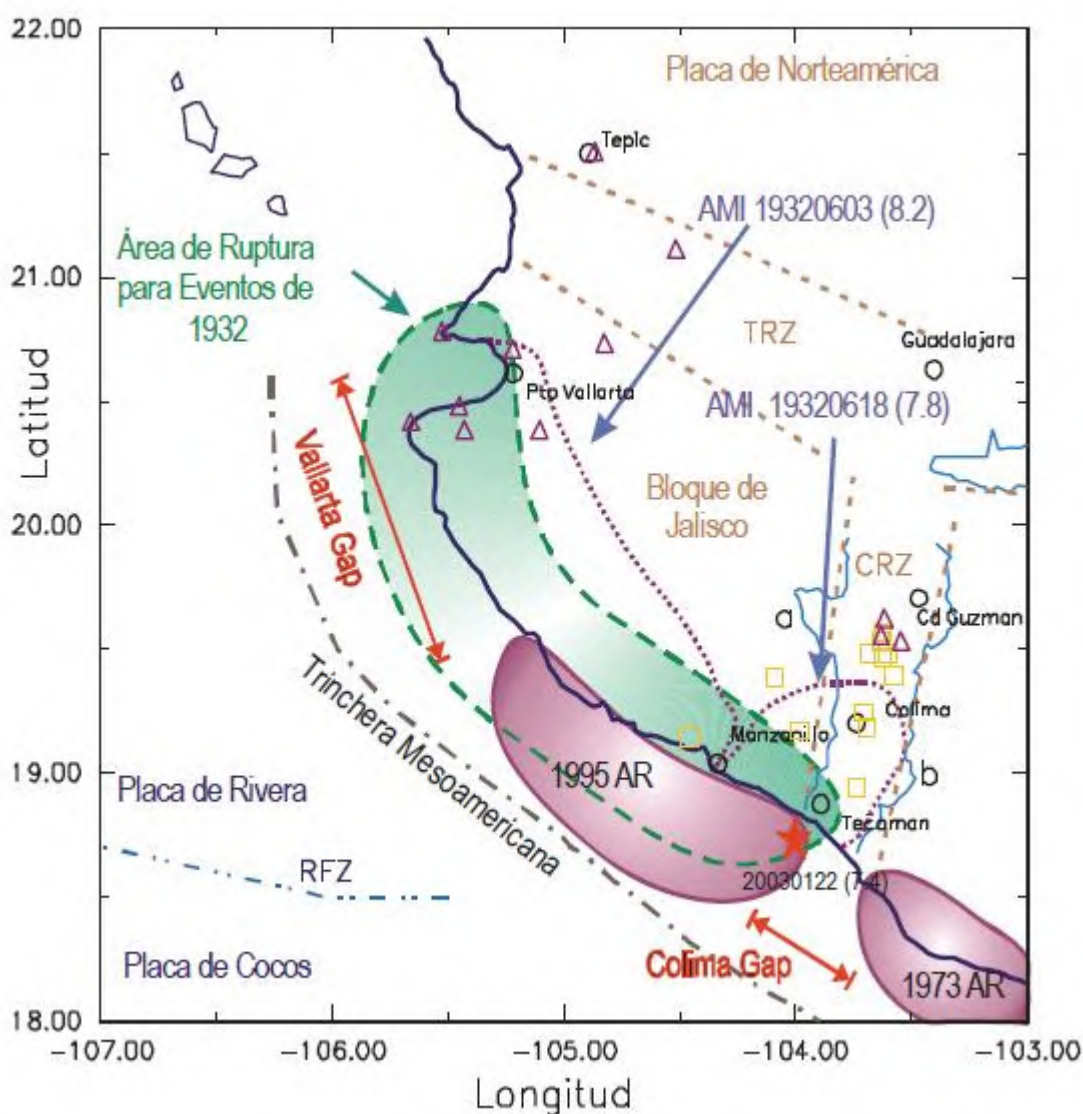 22.00
Placa de Norteamérica
Tepic
AMI 19320603 (8.2)
Área de Ruptura
para Eventos de
1932
21.00
TRZ
Guadalajara
Pto Vallarta
AMI 19320618 (7.8)
Latitud
Vallarta Gap
Bloque de
Jalisco
20.00
CRZ
a
Cd Guzman
Trinchera Mesoamericana
Colima
Manzanillo
19.00
1995 AR
b
Placa de Rivera
Tecoman
RFZ
20030122 (7.4)
Placa de Cocos
Colima Gap
1973 AR
18.00
-107.00
-106.00
-105.00
-104.00
-103.00
Longitud